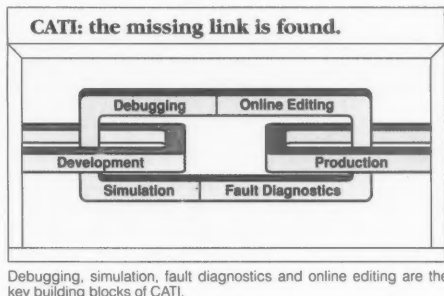 CATI: the missing link is found.
Debugging
Online Editing
Development
Production
Simulation
Fault Diagnostics
Debugging, simulation, fault diagnostics and online editing are the
key building blocks of CATI.